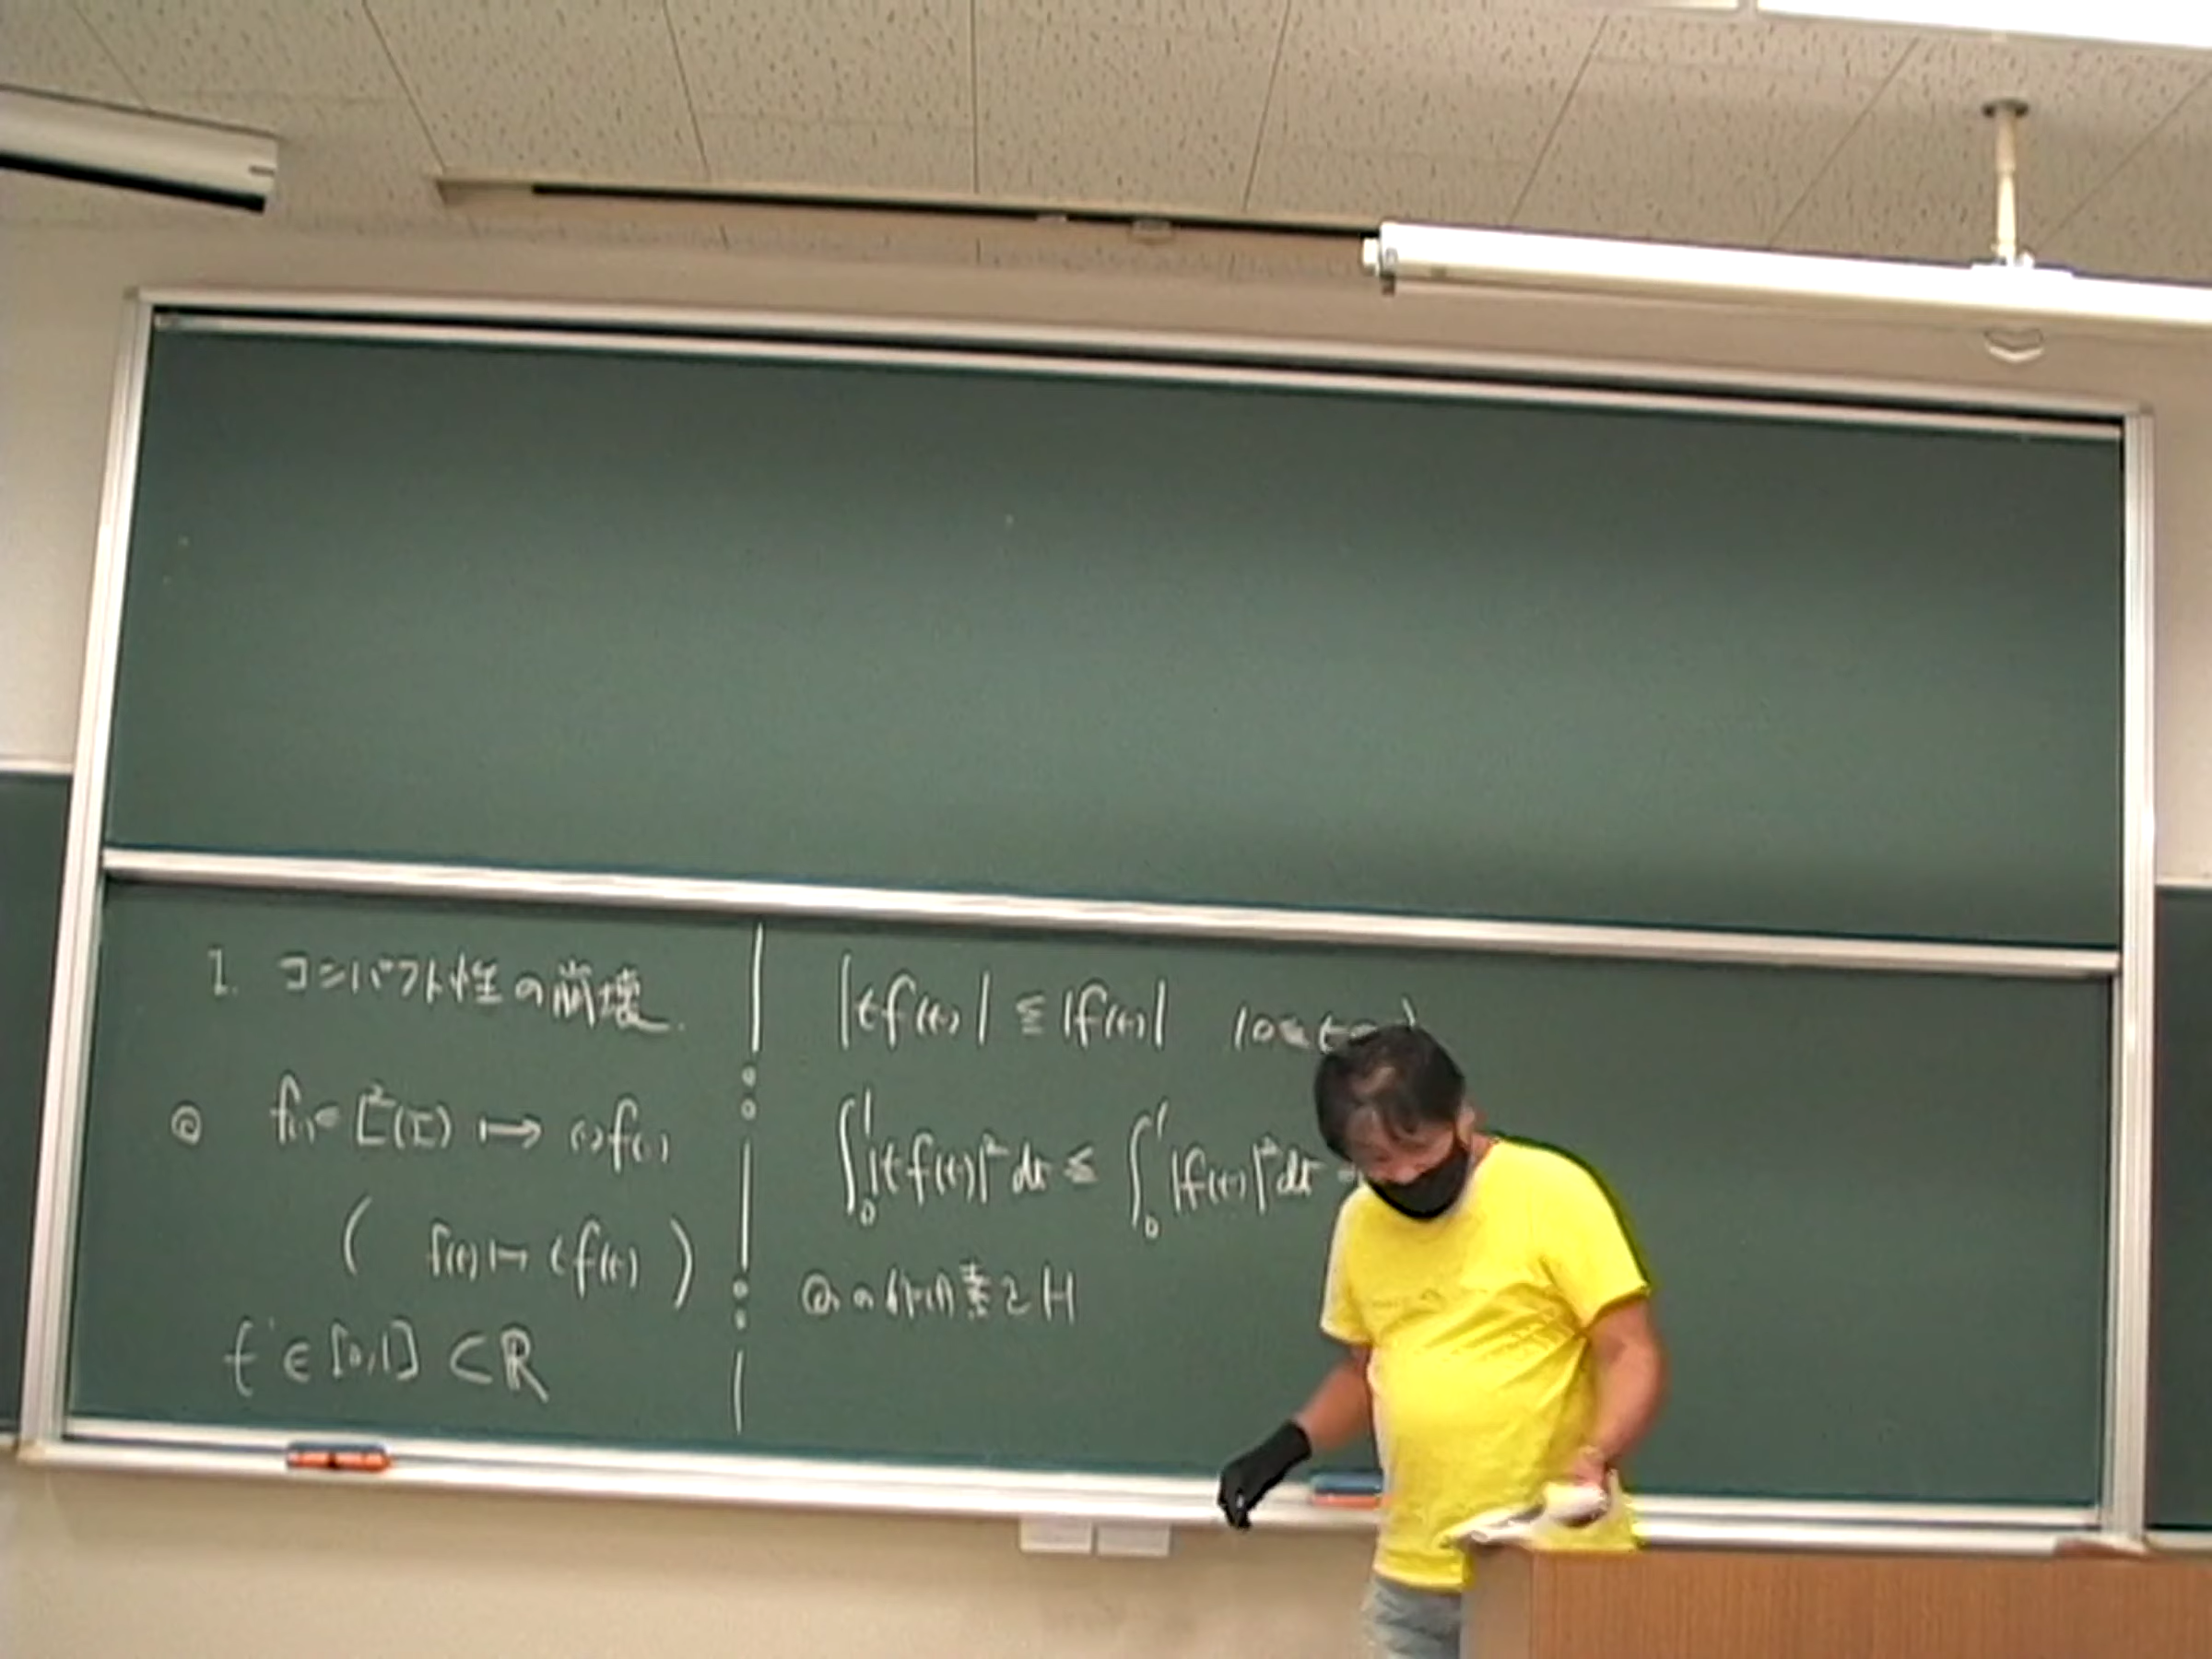 1. コンパクト性の崩壊.
◎ f(·) ∈ L²(I) ↦ (·)f(·)
( f(t) ↦ t f(t) )
t ∈ [0,1] ⊂ ℝ
|t f(t)| ≦ |f(t)|
∫₀¹ |t f(t)|² dt ≤ ∫₀¹ |f(t)|² dt
◎の作用素を H